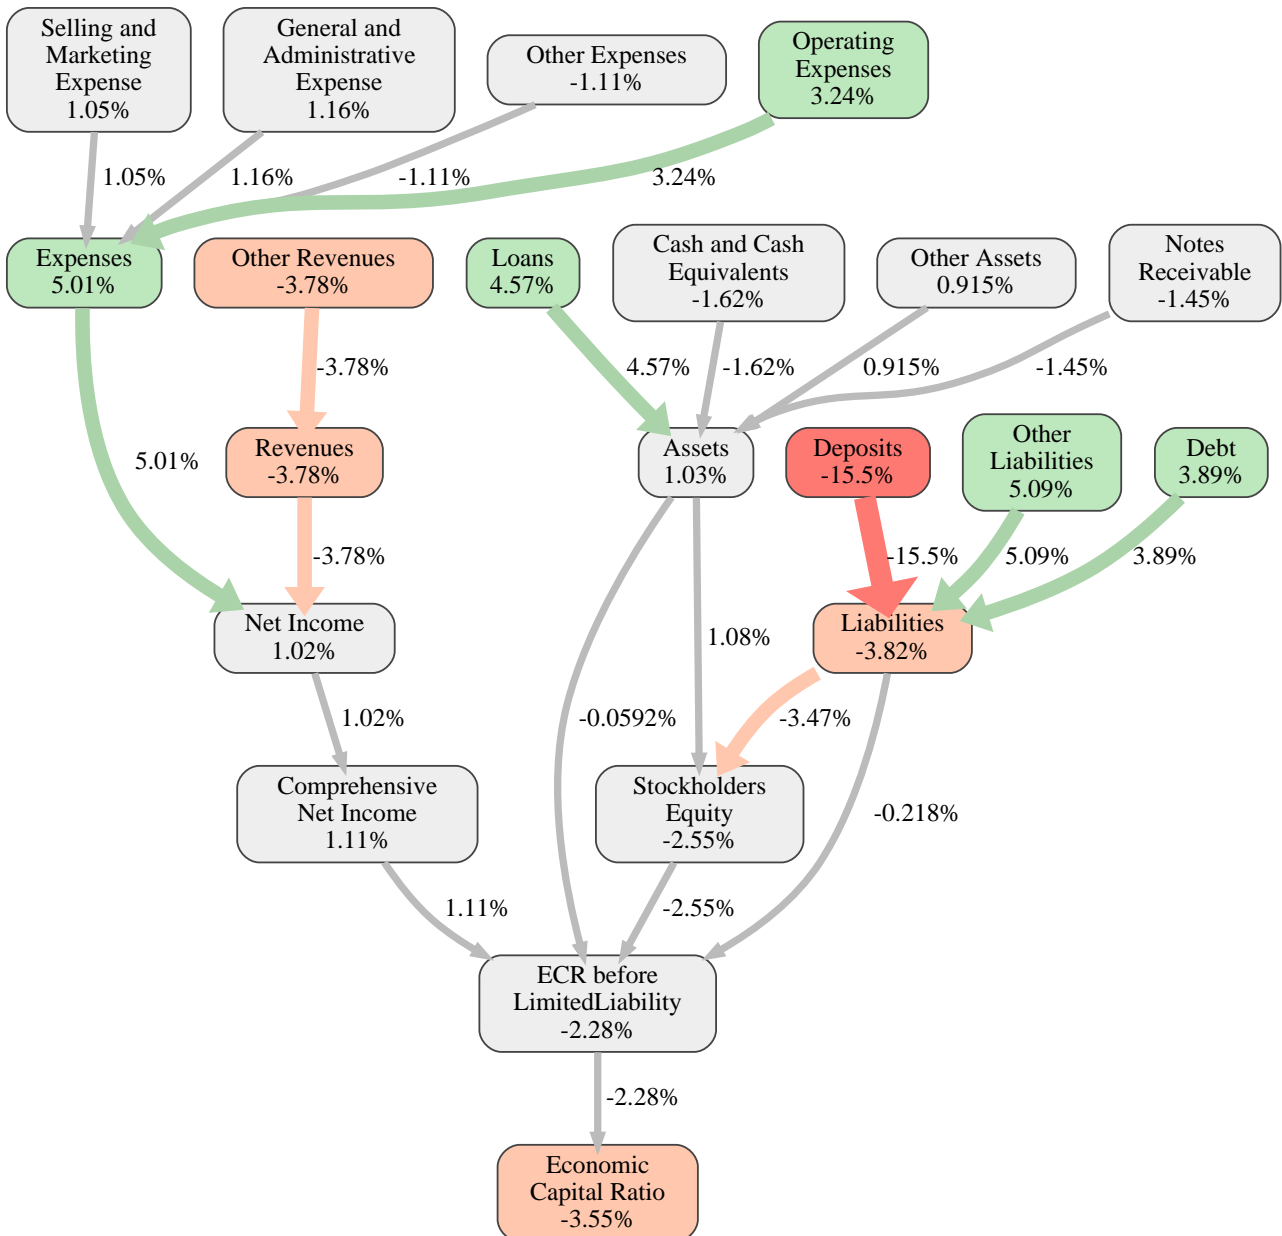 Selling and
Marketing
Expense
1.05%
General and
Administrative
Expense
1.16%
Other Expenses
-1.11%
Operating
Expenses
3.24%
1.05%
1.16%
-1.11%
3.24%
Expenses
5.01%
Other Revenues
-3.78%
Loans
4.57%
Cash and Cash
Equivalents
-1.62%
Other Assets
0.915%
Notes
Receivable
-1.45%
-3.78%
4.57%
-1.62%
0.915%
-1.45%
5.01%
Revenues
-3.78%
Assets
1.03%
Deposits
-15.5%
Other
Liabilities
5.09%
Debt
3.89%
-3.78%
-15.5%
5.09%
3.89%
Net Income
1.02%
1.08%
Liabilities
-3.82%
1.02%
-0.0592%
-3.47%
Comprehensive
Net Income
1.11%
Stockholders
Equity
-2.55%
-0.218%
1.11%
-2.55%
ECR before
LimitedLiability
-2.28%
-2.28%
Economic
Capital Ratio
-3.55%